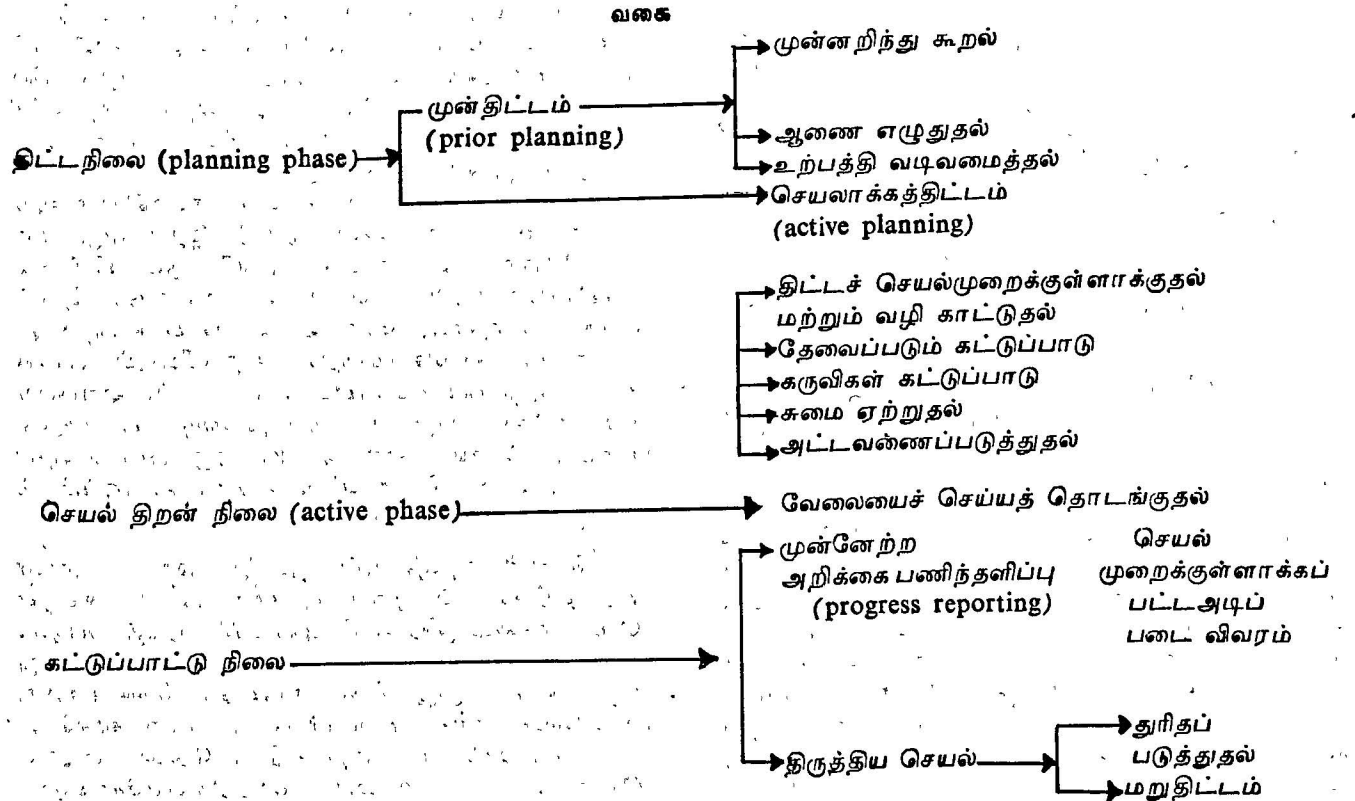 வகை
முன்னறிந்து கூறல்
முன்திட்டம்
(prior planning)
ஆணை எழுதுதல்
திட்டநிலை (planning phase)
உற்பத்தி வடிவமைத்தல்
செயலாக்கத்திட்டம்
(active planning)
திட்டச் செயல்முறைக்குள்ளாக்குதல்
மற்றும் வழி காட்டுதல்
தேவைப்படும் கட்டுப்பாடு
கருவிகள் கட்டுப்பாடு
சுமை ஏற்றுதல்
அட்டவணைப்படுத்துதல்
செயல் திறன் நிலை (active phase)
வேலையைச் செய்யத் தொடங்குதல்
முன்னேற்ற
அறிக்கை பணிந்தளிப்பு
(progress reporting)
செயல்
முறைக்குள்ளாக்கப்
பட்டஅடிப்
படை விவரம்
கட்டுப்பாட்டு நிலை
திருத்திய செயல்
துரிதப்
படுத்துதல்
மறுதிட்டம்